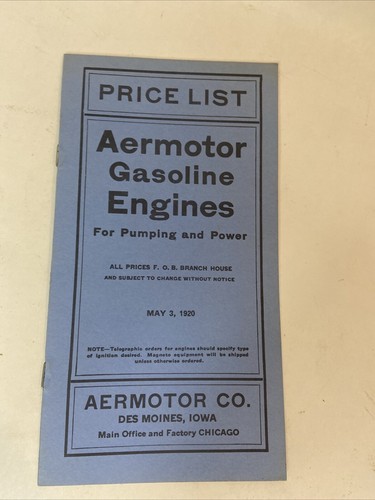 PRICE LIST
Aermotor
Gasoline
Engines
For Pumping and Power
ALL PRICES F. O. B. BRANCH HOUSE
AND SUBJECT TO CHARGE WITHOUT NOTICE
MAY 3, 1920
NOTE—Telegraphic orders for engines should specify type
of ignition desired. Magneto equipment will be shipped
unless otherwise ordered.
AERMOTOR CO.
DES MOINES, IOWA
Main Office and Factory CHICAGO